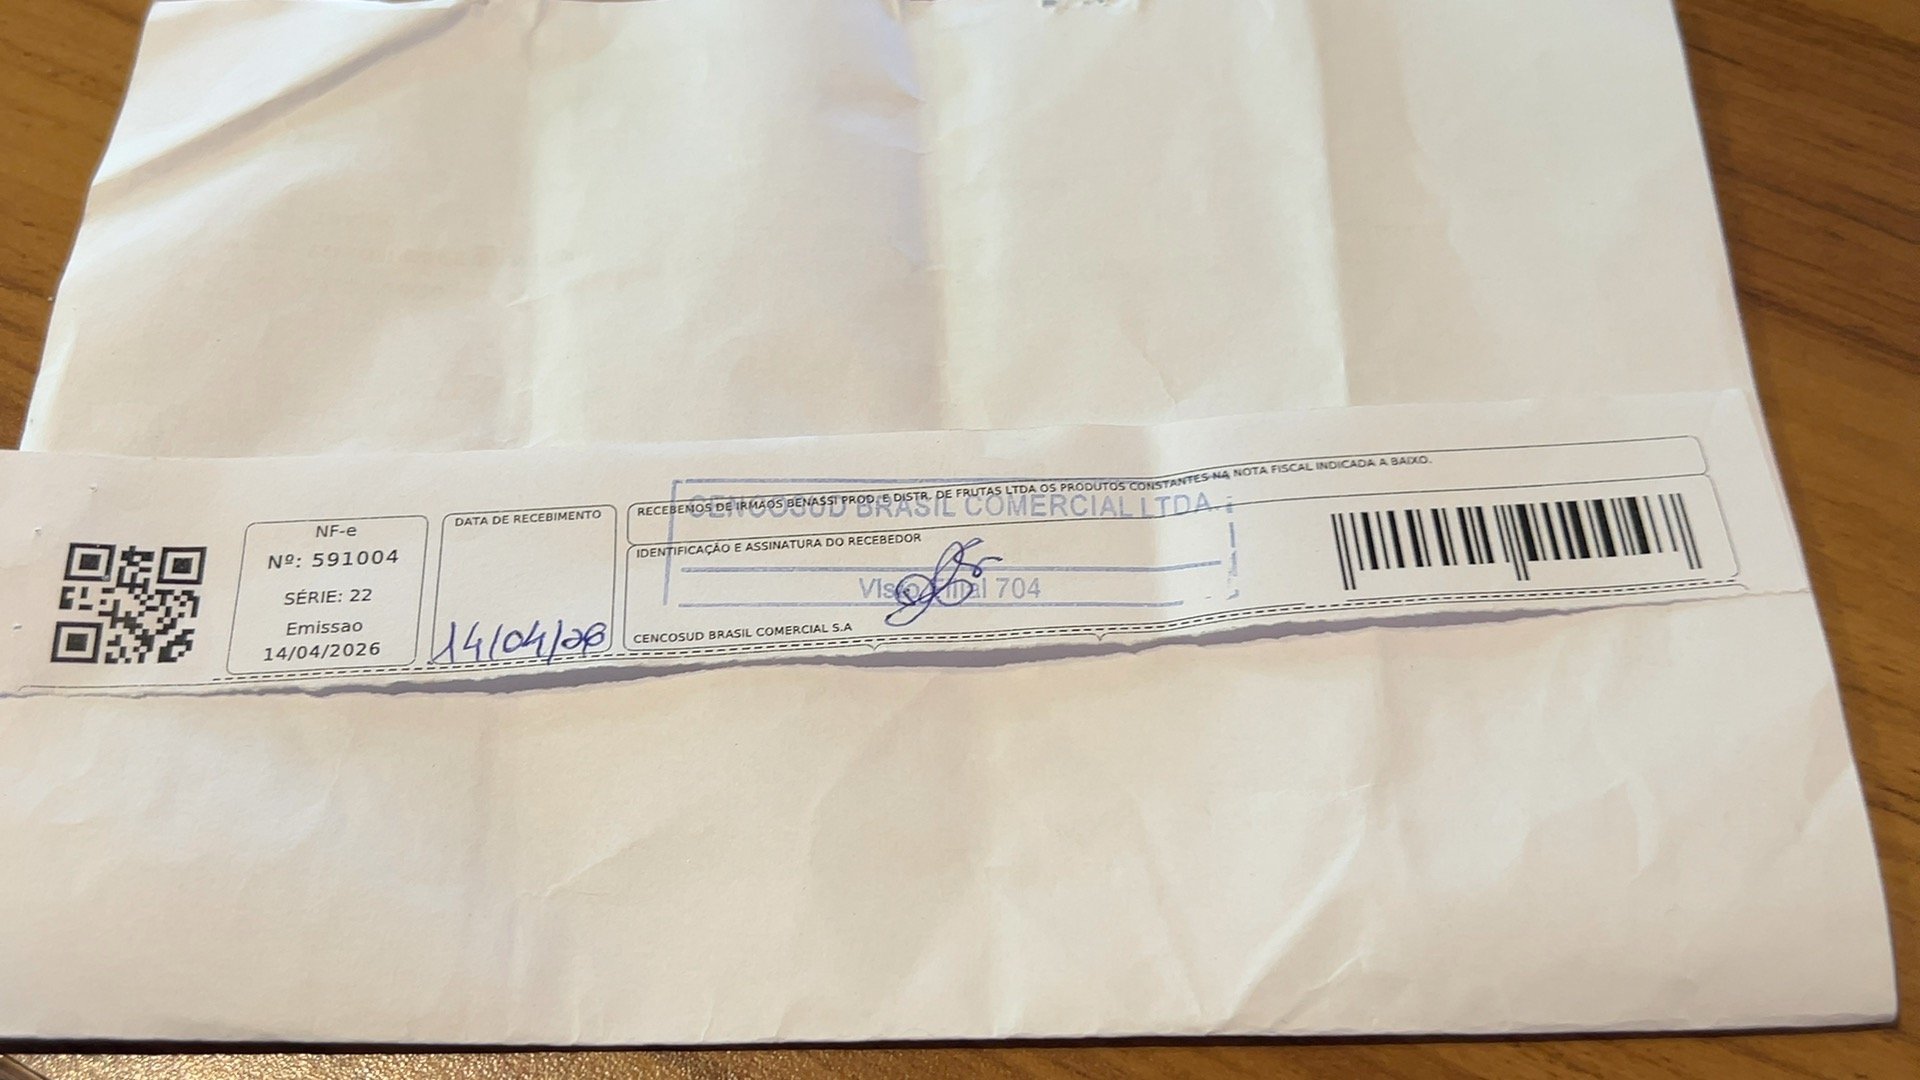 NF-e
Nº: 591004
SÉRIE: 22
Emissao
14/04/2026
DATA DE RECEBIMENTO
14/04/26
RECEBEMOS DE IRMAOS BENASSI PROD. E DISTR. DE FRUTAS LTDA OS PRODUTOS CONSTANTES NA NOTA FISCAL INDICADA A BAIXO.
CENCOSUD BRASIL COMERCIAL LTDA.
IDENTIFICAÇÃO E ASSINATURA DO RECEBEDOR
Visto Filial 704
CENCOSUD BRASIL COMERCIAL S.A